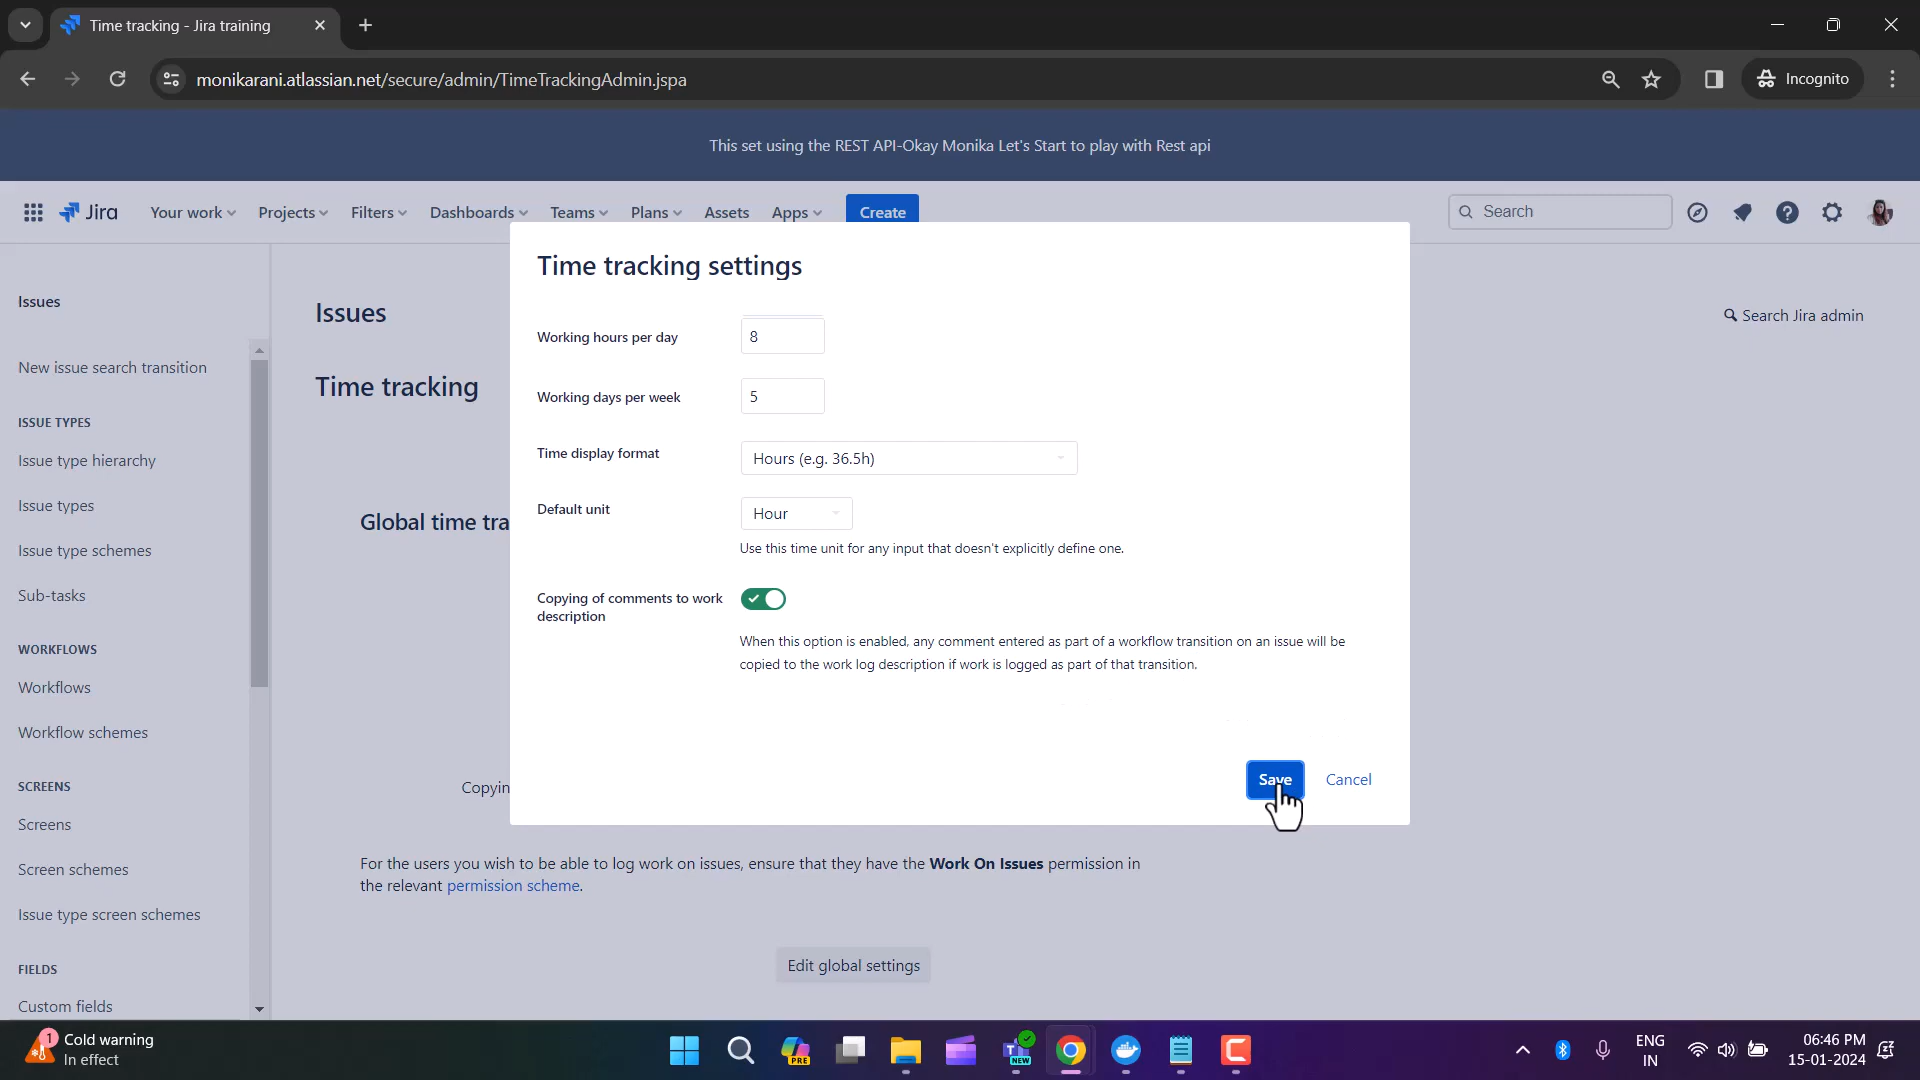 Time tracking - Jira training
monikarani.atlassian.net/secure/admin/TimeTrackingAdmin.jspa
Incognito
This set using the REST API-Okay Monika Let's Start to play with Rest api
Jira
Your work
Projects
Filters
Dashboards
Teams
Plans
Assets
Apps
Create
Search
Issues
New issue search transition
ISSUE TYPES
Issue type hierarchy
Issue types
Issue type schemes
Sub-tasks
WORKFLOWS
Workflows
Workflow schemes
SCREENS
Screens
Screen schemes
Issue type screen schemes
FIELDS
Custom fields
Issues
Search Jira admin
Time tracking
Global time tra
Copyin
For the users you wish to be able to log work on issues, ensure that they have the Work On Issues permission in
the relevant permission scheme.
Edit global settings
Time tracking settings
Working hours per day
8
Working days per week
5
Time display format
Hours (e.g. 36.5h)
Default unit
Hour
Use this time unit for any input that doesn't explicitly define one.
Copying of comments to work
description
When this option is enabled, any comment entered as part of a workflow transition on an issue will be
copied to the work log description if work is logged as part of that transition.
Save
Cancel
1
Cold warning
In effect
PRE
NEW
ENG
IN
06:46 PM
15-01-2024